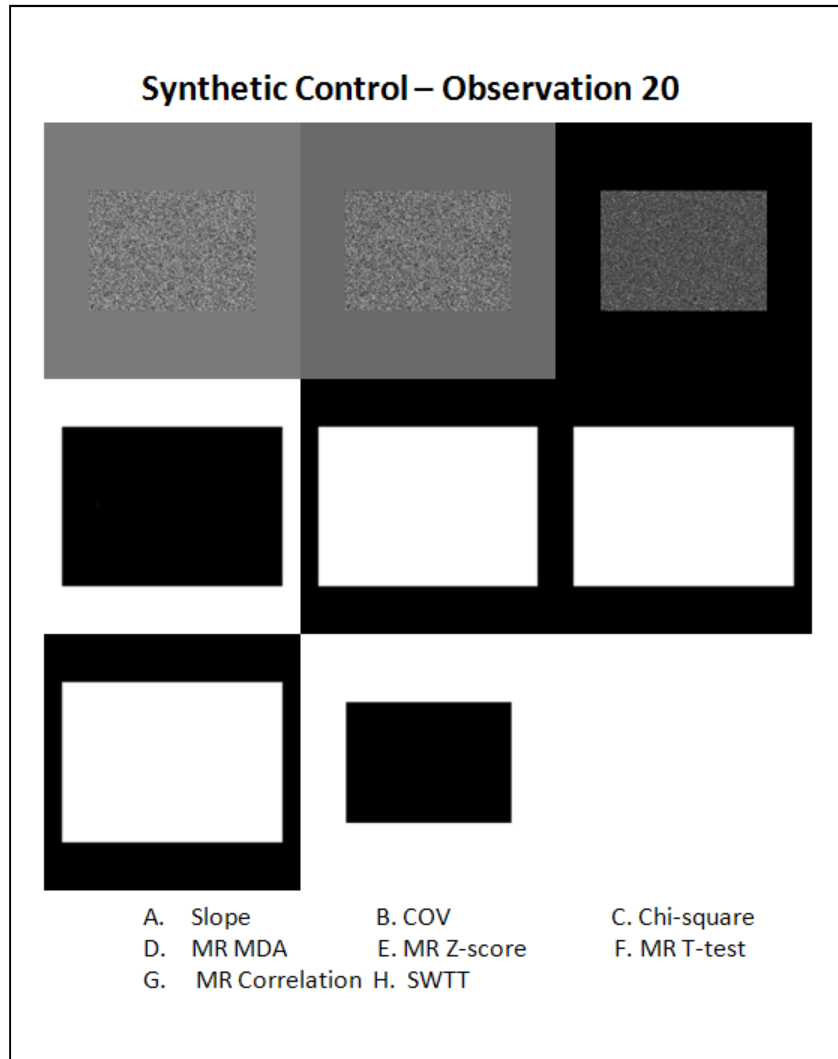 Synthetic Control – Observation 20
A. Slope B. COV C. Chi-square
D. MR MDA E. MR Z-score F. MR T-test
G. MR Correlation H. SWTT